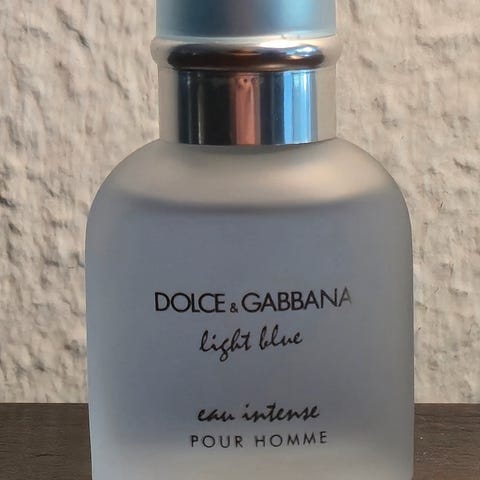 DOLCE & GABBANA
light blue
eau intense
POUR HOMME